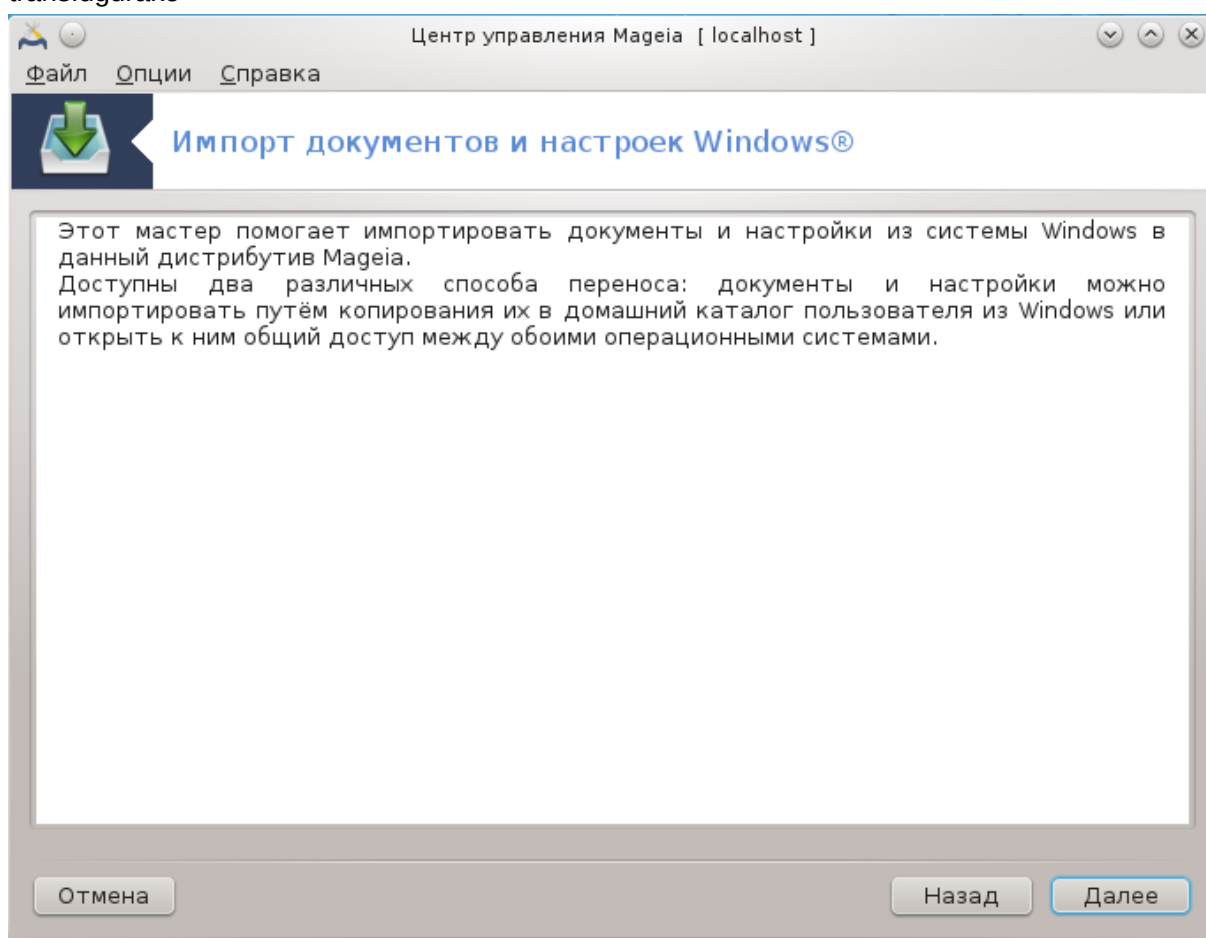 Центр управления Mageia [ localhost ]
Файл Опции Справка
Импорт документов и настроек Windows®
Этот мастер помогает импортировать документы и настройки из системы Windows в
данный дистрибутив Mageia.
Доступны два различных способа переноса: документы и настройки можно
импортировать путём копирования их в домашний каталог пользователя из Windows или
открыть к ним общий доступ между обоими операционными системами.
Отмена Назад Далее